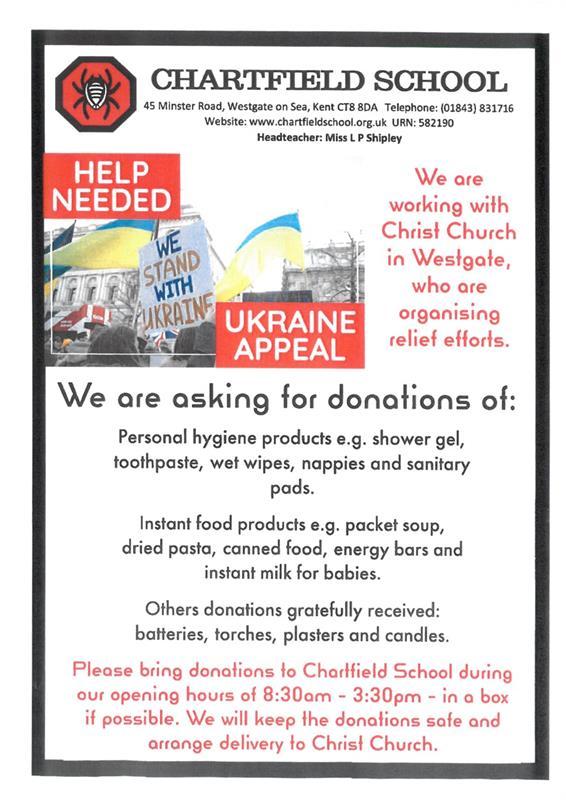 CHARTFIELD SCHOOL
45 Minster Road, Westgate on Sea, Kent CT8 8DA Telephone: (01843) 831716
Website: www.chartfieldschool.org.uk URN: 582190
Headteacher: Miss L P Shipley
HELP
NEEDED
WE
STAND
WITH
UKRAINE
UKRAINE
APPEAL
We are
working with
Christ Church
in Westgate,
who are
organising
relief efforts.
We are asking for donations of:
Personal hygiene products e.g. shower gel,
toothpaste, wet wipes, nappies and sanitary
pads.
Instant food products e.g. packet soup,
dried pasta, canned food, energy bars and
instant milk for babies.
Others donations gratefully received:
batteries, torches, plasters and candles.
Please bring donations to Chartfield School during
our opening hours of 8:30am - 3:30pm - in a box
if possible. We will keep the donations safe and
arrange delivery to Christ Church.